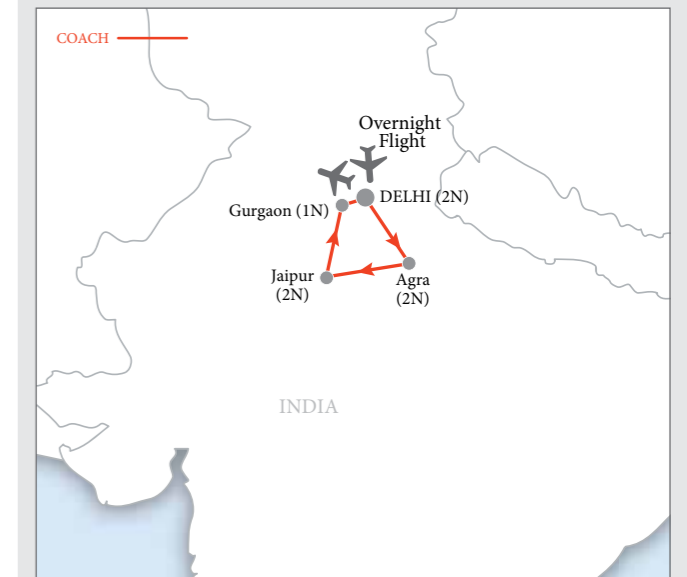 COACH
Overnight
Flight
DELHI (2N)
Gurgaon (1N)
Jaipur
(2N)
Agra
(2N)
INDIA